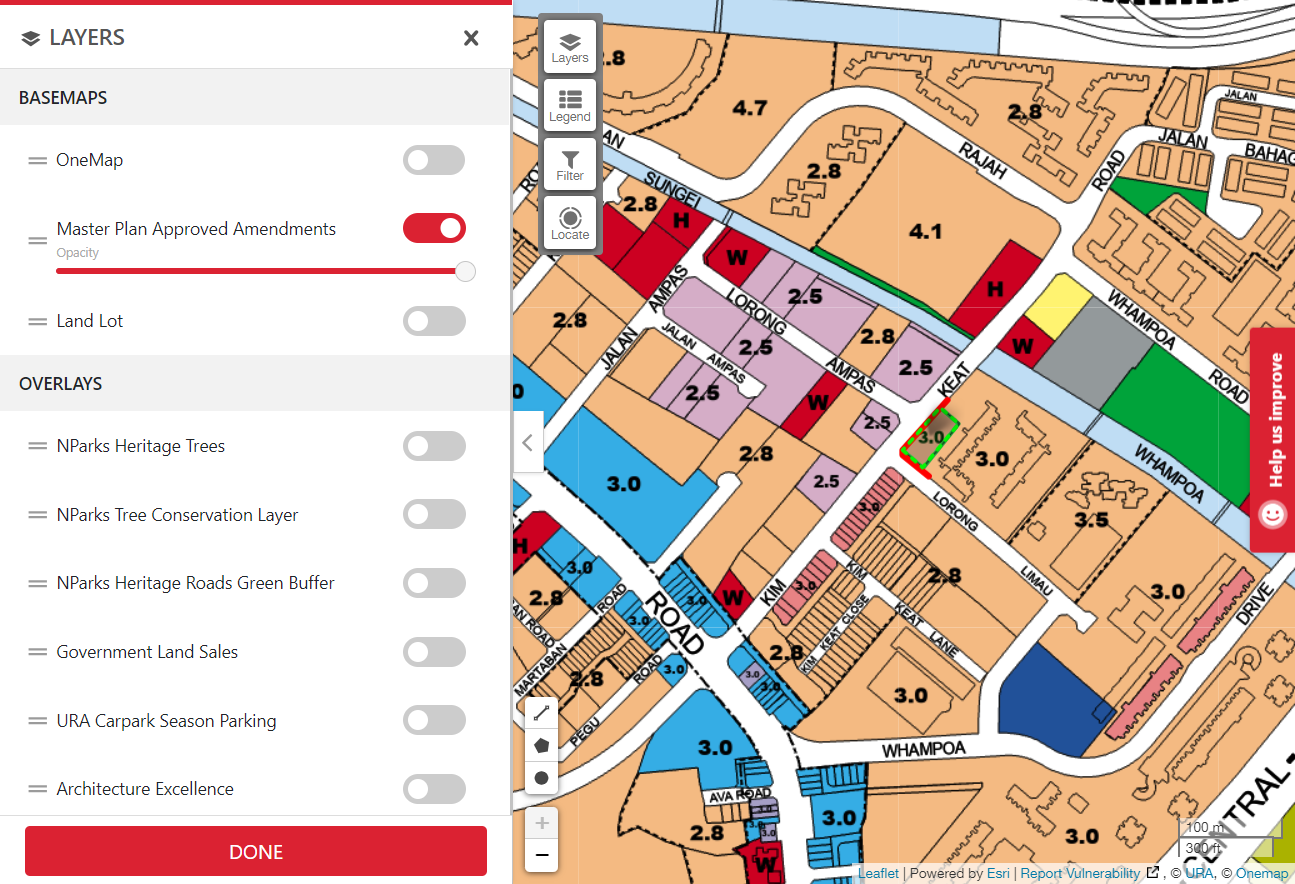 LAYERS
BASEMAPS
OneMap
Master Plan Approved Amendments
Opacity
Land Lot
OVERLAYS
NParks Heritage Trees
NParks Tree Conservation Layer
NParks Heritage Roads Green Buffer
Government Land Sales
URA Carpark Season Parking
Architecture Excellence
DONE
Layers
Legend
Filter
Locate
Help us improve
.8
4.7
2.8
JALAN
JALAN
BAHAG
AN
RAJAH
ROAD
2.8
SUNGEI
2.8
H
4.1
W
H
2.5
AMPAS
LORONG
WHAMPOA
2.8
2.8
W
JALAN
2.5
JALAN
AMPAS
AMPAS
2.5
KEAT
ROAD
0
2.5
W
2.5
3.0
2.8
3.0
WHAMPOA
3.0
2.5
LORONG
3.0
3.5
H
3.0
LIMAU
2.8
KIM
3.0
2.8
ROAD
3.0
W
KIM
3.0
KEAT
LANE
3.0
DRIVE
AN ROAD
3.0
ROAD
KIM KEAT CLOSE
MARTABAN
2.8
ROAD
3.0
2.8
3.0
3.0
3.0
PEGU
3.0
WHAMPOA
AVA ROAD
3.0
3.0
2.8
3.0
3.0
W
CENTRAL
100 m
300 ft
Leaflet | Powered by Esri | Report Vulnerability , © URA, © Onemap